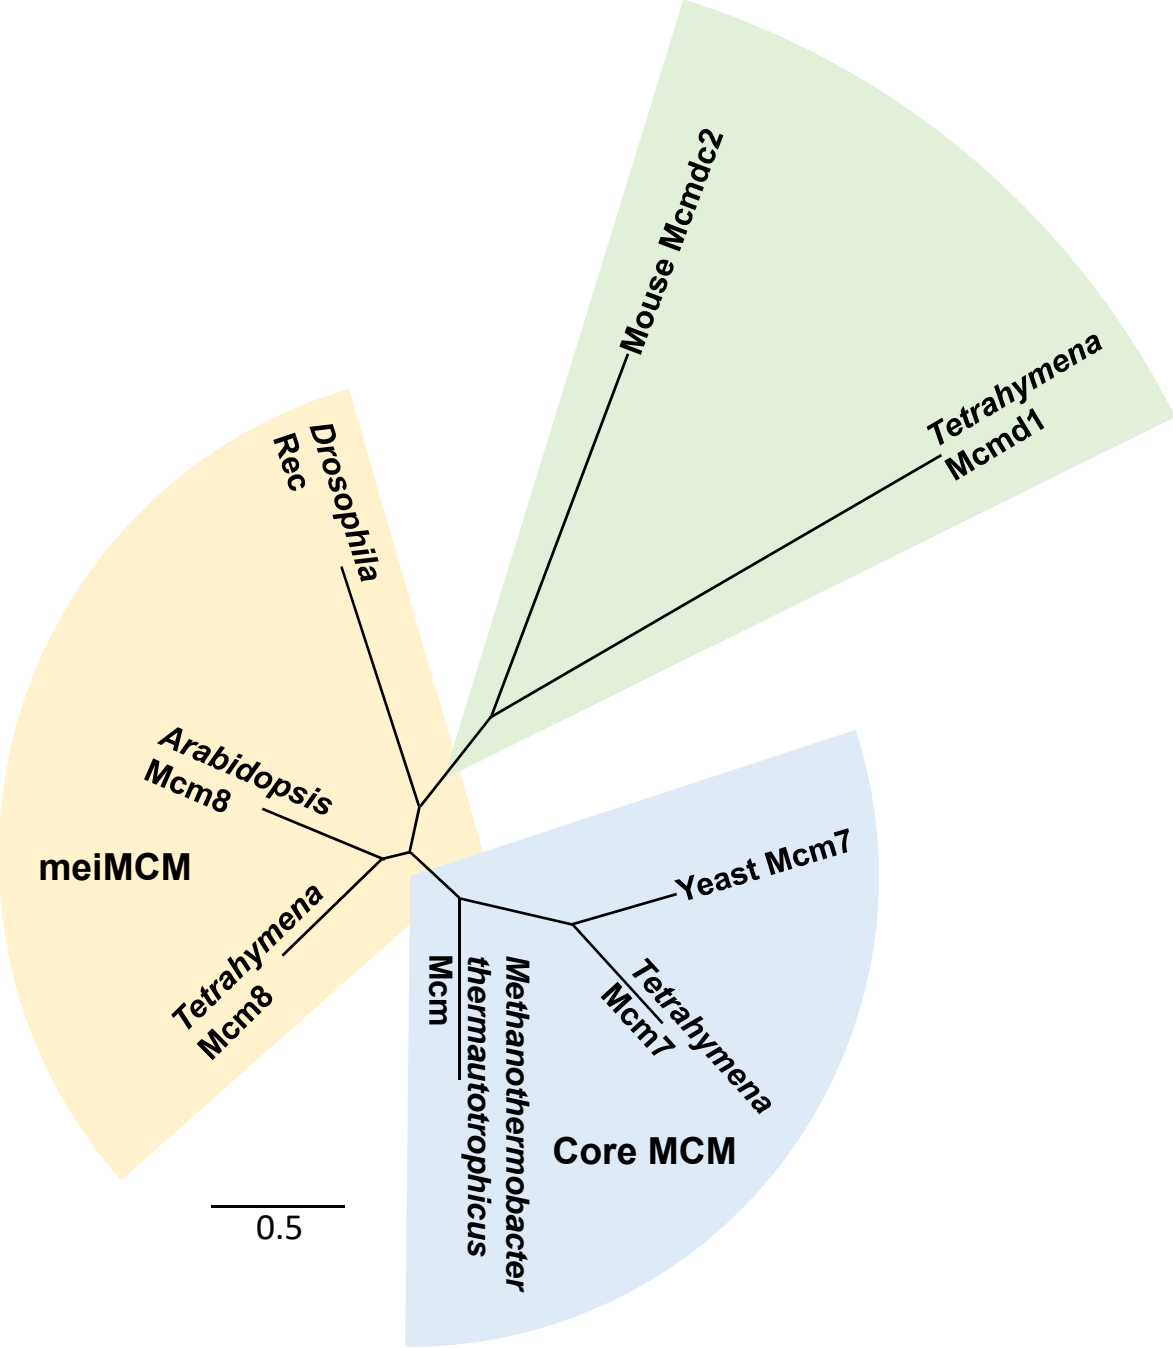 Mouse Mcmdc2
Tetrahymena
Mcmd1
Drosophila
Rec
Arabidopsis
Mcm8
meiMCM
Tetrahymena
Mcm8
Yeast Mcm7
Tetrahymena
Mcm7
Methanothermobacter
thermautotrophicus
Mcm
Core MCM
0.5